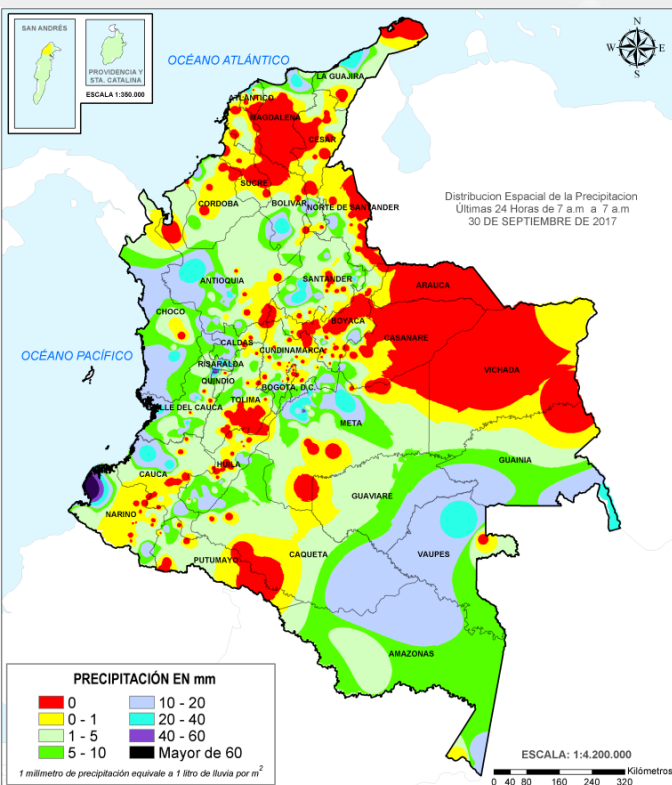 SAN ANDRÉS
PROVIDENCIA Y
STA. CATALINA
ESCALA 1:350.000
OCÉANO ATLÁNTICO
N
W
E
S
LA GUAJIRA
ATLANTICO
MAGDALENA
CESAR
SUCRE
CORDOBA
BOLIVAR
NORTE DE SANTANDER
Distribucion Espacial de la Precipitacion
Últimas 24 Horas de 7 a.m a 7 a.m
30 DE SEPTIEMBRE DE 2017
ANTIOQUIA
SANTANDER
ARAUCA
CHOCO
BOYACA
CASANARE
OCÉANO PACÍFICO
CALDAS
CUNDINAMARCA
VICHADA
RISARALDA
QUINDIO
BOGOTA, D.C.
TOLIMA
VALLE DEL CAUCA
META
HUILA
GUAINIA
CAUCA
GUAVIARE
NARINO
PUTUMAYO
CAQUETA
VAUPES
AMAZONAS
PRECIPITACIÓN EN mm
0
10 - 20
0 - 1
20 - 40
1 - 5
40 - 60
5 - 10
Mayor de 60
1 milimetro de precipitación equivale a 1 litro de lluvia por m²
ESCALA: 1:4.200.000
Kilómetros
0 40 80 160 240 320